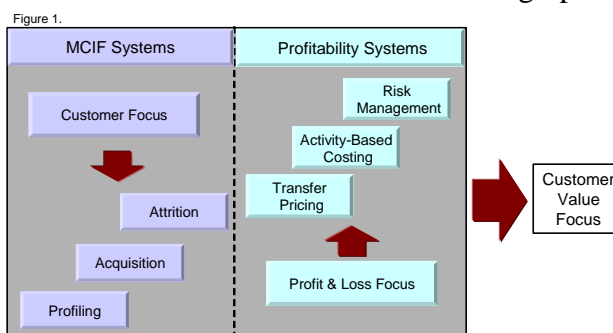 Figure 1.
MCIF Systems
Customer Focus
Attrition
Acquisition
Profiling
Profitability Systems
Risk
Management
Activity-Based
Costing
Transfer
Pricing
Profit & Loss Focus
Customer
Value
Focus